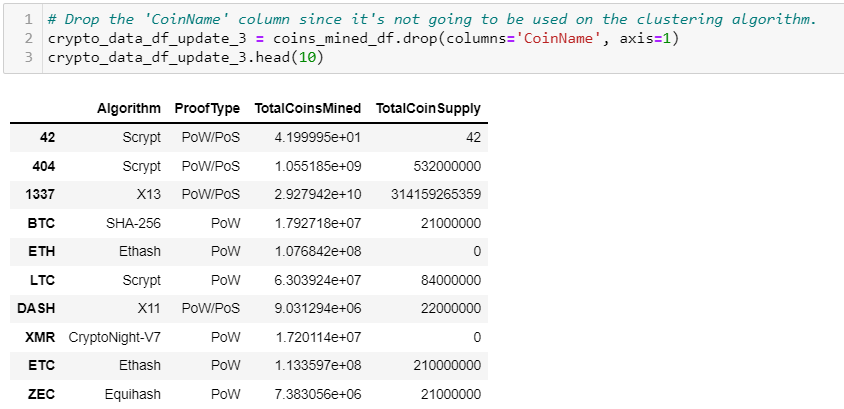 1 # Drop the 'CoinName' column since it's not going to be used on the clustering algorithm.
2 crypto_data_df_update_3 = coins_mined_df.drop(columns='CoinName', axis=1)
3 crypto_data_df_update_3.head(10)
Algorithm ProofType TotalCoinsMined TotalCoinSupply
42 Scrypt PoW/PoS 4.199995e+01 42
404 Scrypt PoW/PoS 1.055185e+09 532000000
1337 X13 PoW/PoS 2.927942e+10 314159265359
BTC SHA-256 PoW 1.792718e+07 21000000
ETH Ethash PoW 1.076842e+08 0
LTC Scrypt PoW 6.303924e+07 84000000
DASH X11 PoW/PoS 9.031294e+06 22000000
XMR CryptoNight-V7 PoW 1.720114e+07 0
ETC Ethash PoW 1.133597e+08 210000000
ZEC Equihash PoW 7.383056e+06 21000000